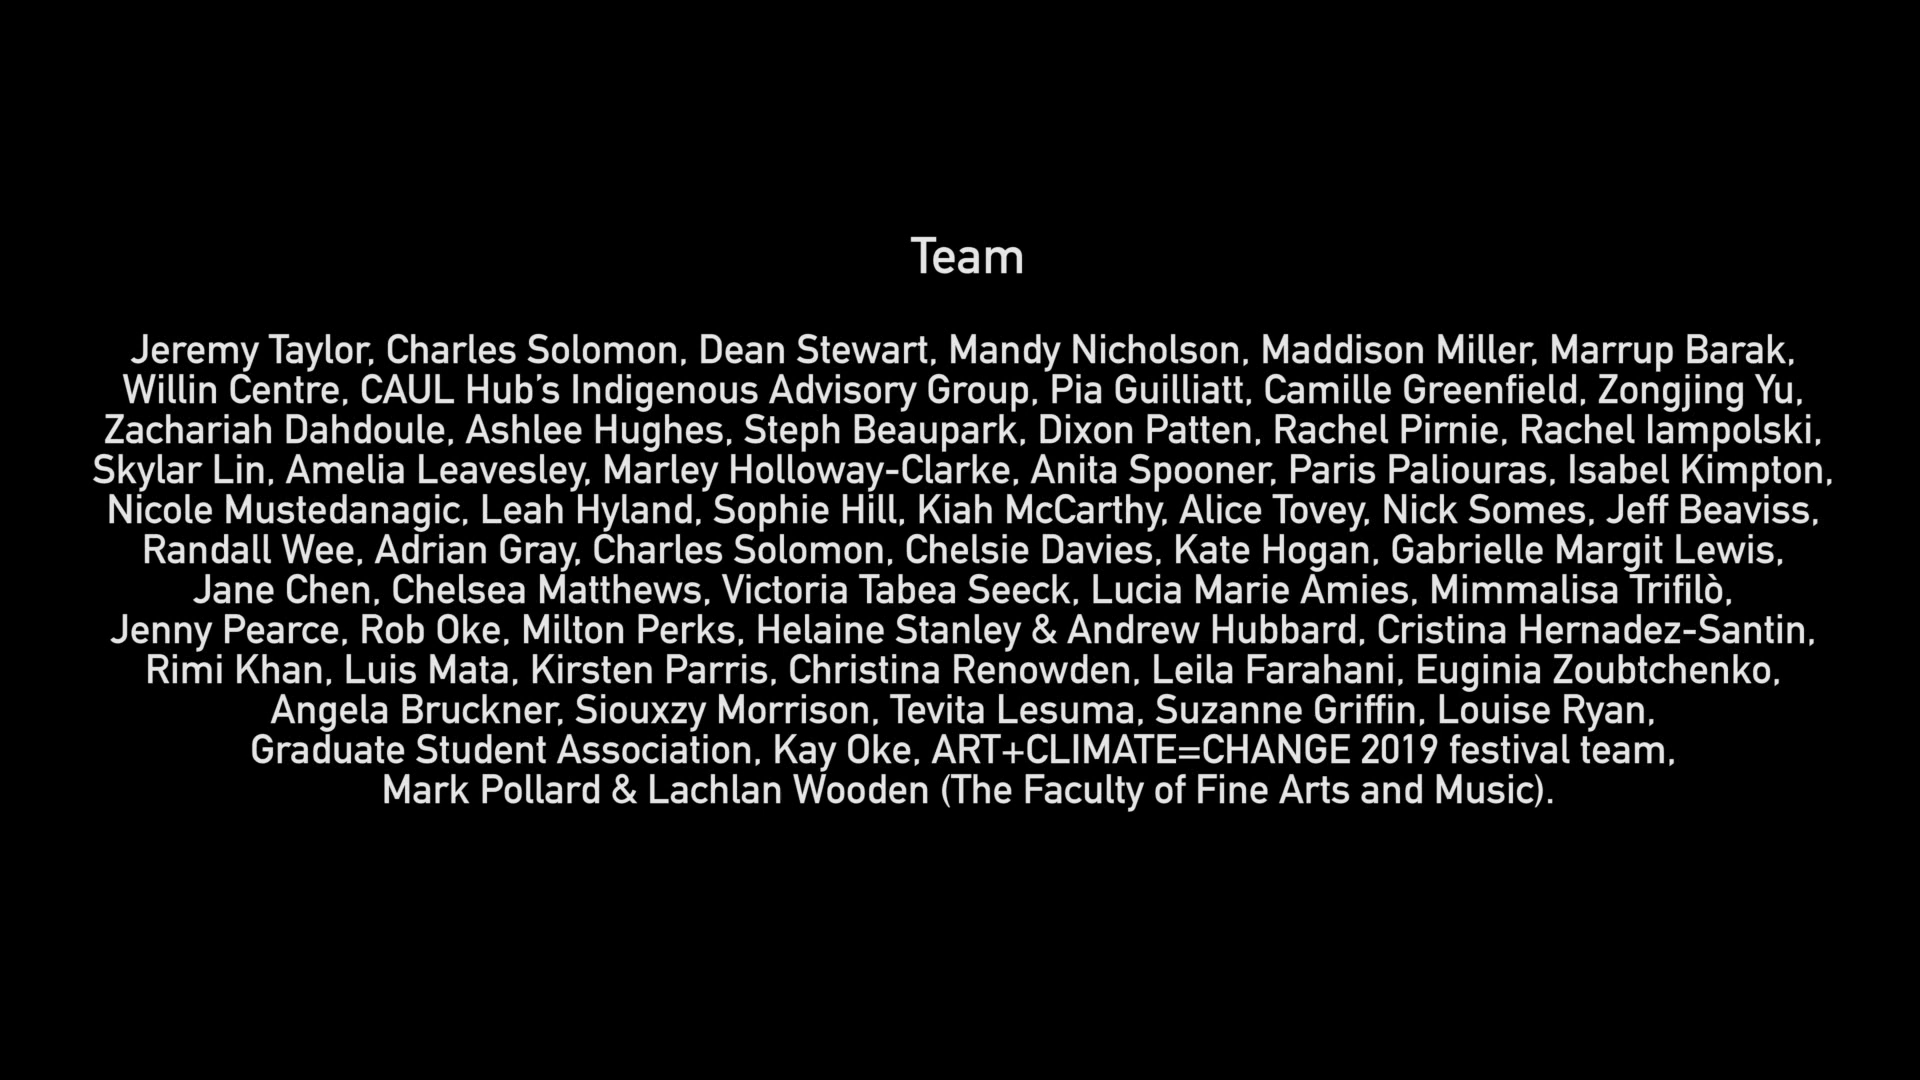 Team
Jeremy Taylor, Charles Solomon, Dean Stewart, Mandy Nicholson, Maddison Miller, Marrup Barak,
Willin Centre, CAUL Hub’s Indigenous Advisory Group, Pia Guilliatt, Camille Greenfield, Zongjing Yu,
Zachariah Dahdoule, Ashlee Hughes, Steph Beaupark, Dixon Patten, Rachel Pirnie, Rachel Iampolski,
Skylar Lin, Amelia Leavesley, Marley Holloway-Clarke, Anita Spooner, Paris Paliouras, Isabel Kimpton,
Nicole Mustedanagic, Leah Hyland, Sophie Hill, Kiah McCarthy, Alice Tovey, Nick Somes, Jeff Beaviss,
Randall Wee, Adrian Gray, Charles Solomon, Chelsie Davies, Kate Hogan, Gabrielle Margit Lewis,
Jane Chen, Chelsea Matthews, Victoria Tabea Seeck, Lucia Marie Amies, Mimmalisa Trifilò,
Jenny Pearce, Rob Oke, Milton Perks, Helaine Stanley & Andrew Hubbard, Cristina Hernadez-Santin,
Rimi Khan, Luis Mata, Kirsten Parris, Christina Renowden, Leila Farahani, Euginia Zoubtchenko,
Angela Bruckner, Siouxzy Morrison, Tevita Lesuma, Suzanne Griffin, Louise Ryan,
Graduate Student Association, Kay Oke, ART+CLIMATE=CHANGE 2019 festival team,
Mark Pollard & Lachlan Wooden (The Faculty of Fine Arts and Music).